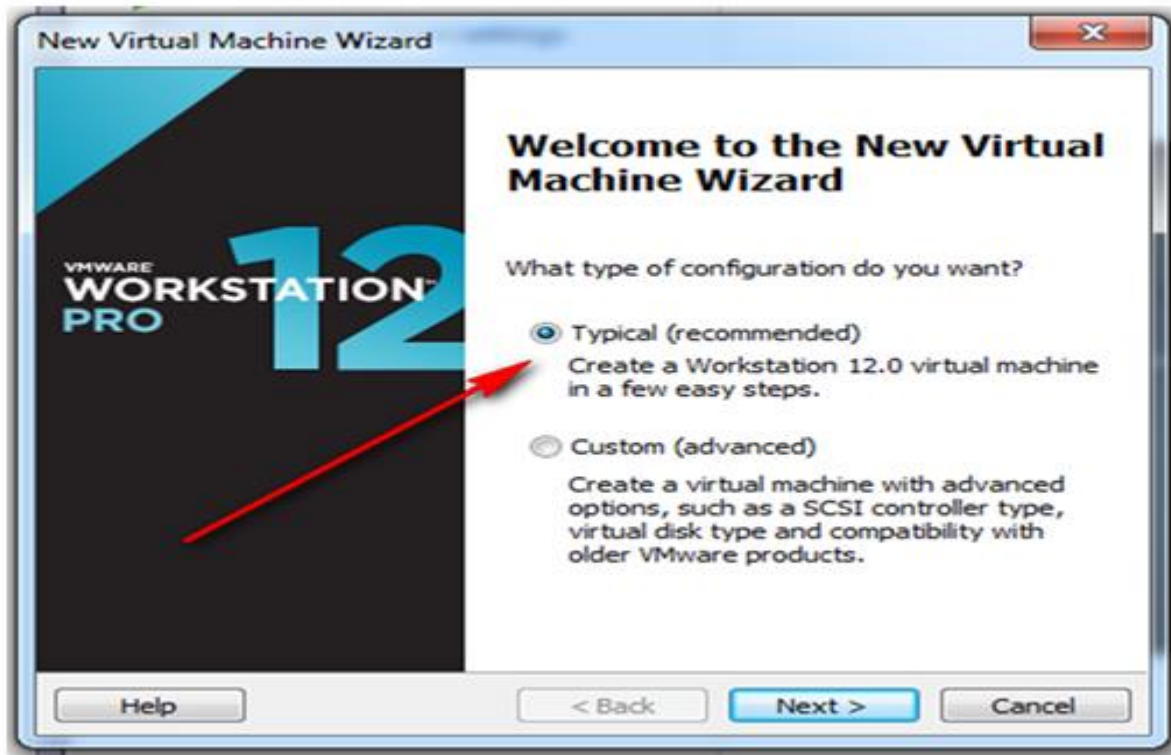 New Virtual Machine Wizard
VMWARE
WORKSTATION™
PRO
12
Welcome to the New Virtual
Machine Wizard
What type of configuration do you want?
Typical (recommended)
Create a Workstation 12.0 virtual machine
in a few easy steps.
Custom (advanced)
Create a virtual machine with advanced
options, such as a SCSI controller type,
virtual disk type and compatibility with
older VMware products.
Help
< Back
Next >
Cancel